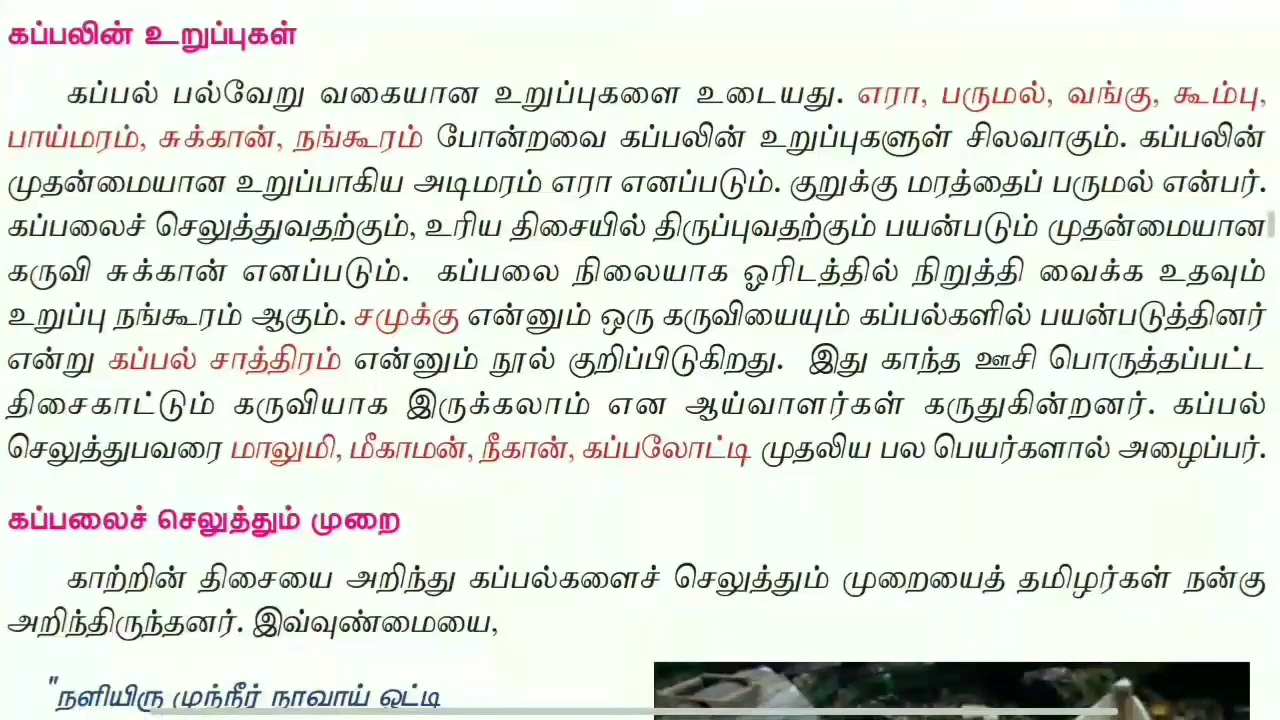 கப்பலின் உறுப்புகள்
கப்பல் பல்வேறு வகையான உறுப்புகளை உடையது. எரா, பருமல், வங்கு, கூம்பு,
பாய்மரம், சுக்கான், நங்கூரம் போன்றவை கப்பலின் உறுப்புகளுள் சிலவாகும். கப்பலின்
முதன்மையான உறுப்பாகிய அடிமரம் எரா எனப்படும். குறுக்கு மரத்தைப் பருமல் என்பர்.
கப்பலைச் செலுத்துவதற்கும், உரிய திசையில் திருப்புவதற்கும் பயன்படும் முதன்மையான
கருவி சுக்கான் எனப்படும். கப்பலை நிலையாக ஓரிடத்தில் நிறுத்தி வைக்க உதவும்
உறுப்பு நங்கூரம் ஆகும். சமுக்கு என்னும் ஒரு கருவியையும் கப்பல்களில் பயன்படுத்தினர்
என்று கப்பல் சாத்திரம் என்னும் நூல் குறிப்பிடுகிறது. இது காந்த ஊசி பொருத்தப்பட்ட
திசைகாட்டும் கருவியாக இருக்கலாம் என ஆய்வாளர்கள் கருதுகின்றனர். கப்பல்
செலுத்துபவரை மாலுமி, மீகாமன், நீகான், கப்பலோட்டி முதலிய பல பெயர்களால் அழைப்பர்.
கப்பலைச் செலுத்தும் முறை
காற்றின் திசையை அறிந்து கப்பல்களைச் செலுத்தும் முறையைத் தமிழர்கள் நன்கு
அறிந்திருந்தனர். இவ்வுண்மையை,
"நளியிரு முந்நீர் நாவாய் ஓட்டி